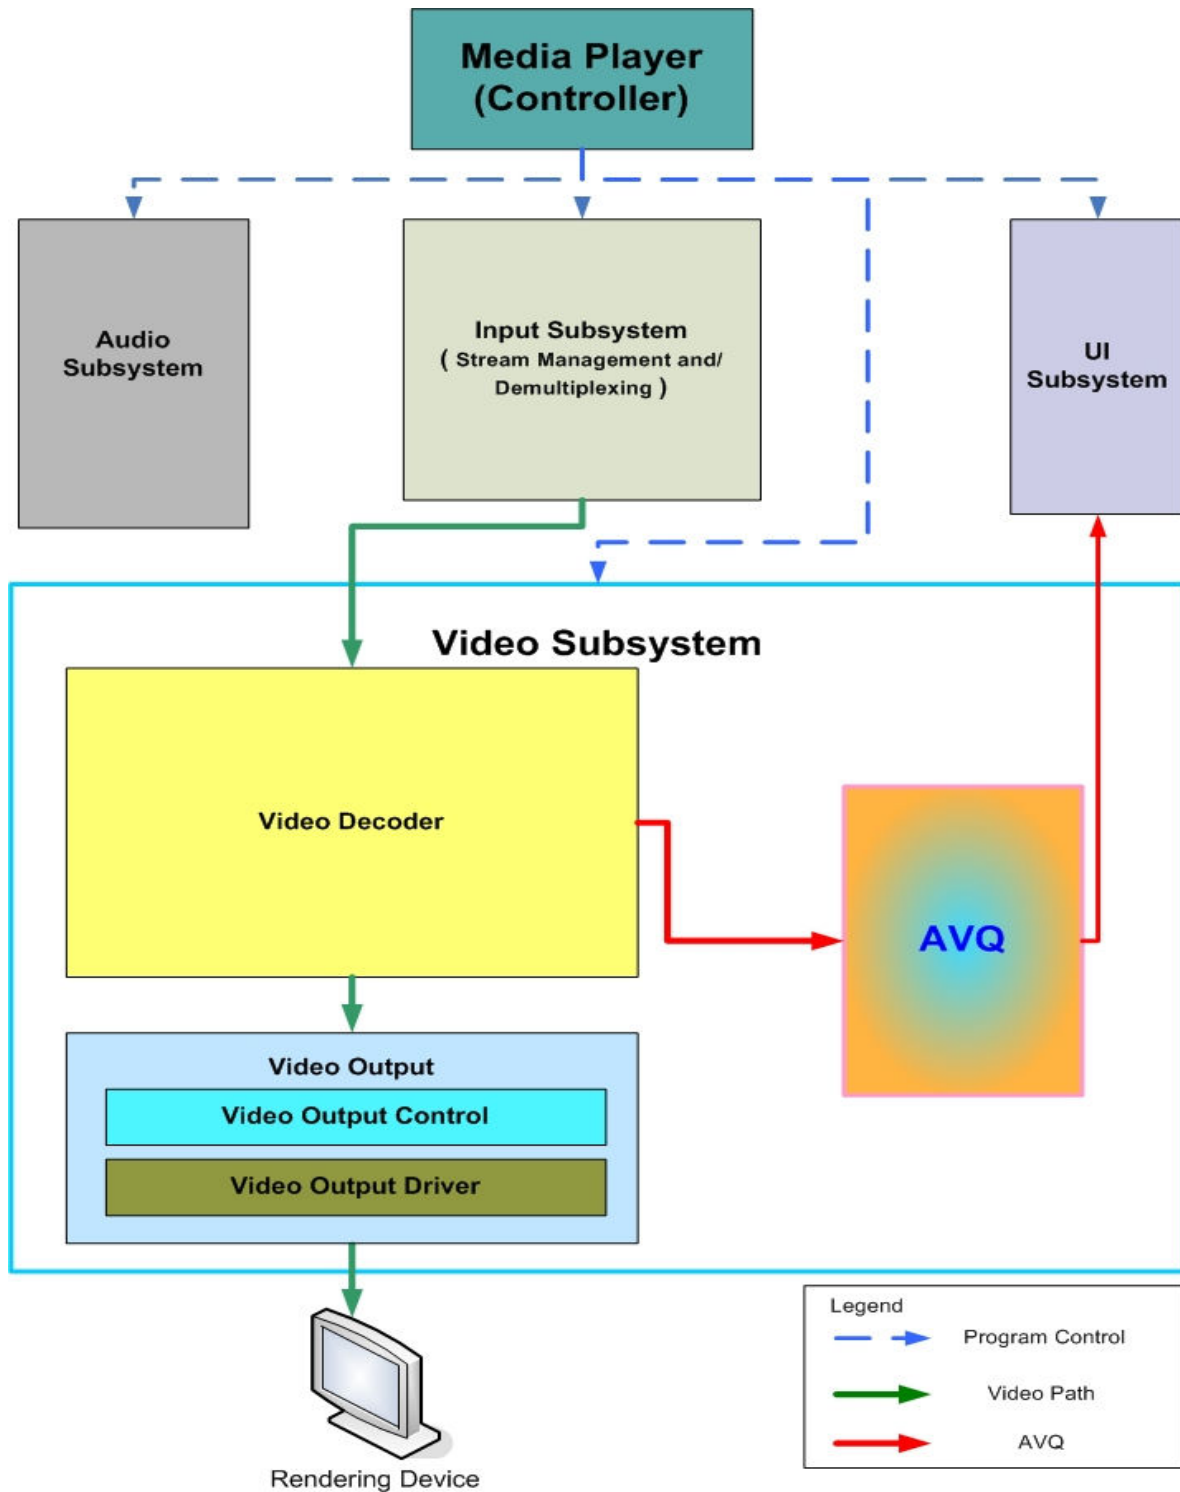 Media Player
(Controller)
Audio
Subsystem
Input Subsystem
( Stream Management and/
Demultiplexing )
UI
Subsystem
Video Subsystem
Video Decoder
AVQ
Video Output
Video Output Control
Video Output Driver
Rendering Device
Legend
Program Control
Video Path
AVQ